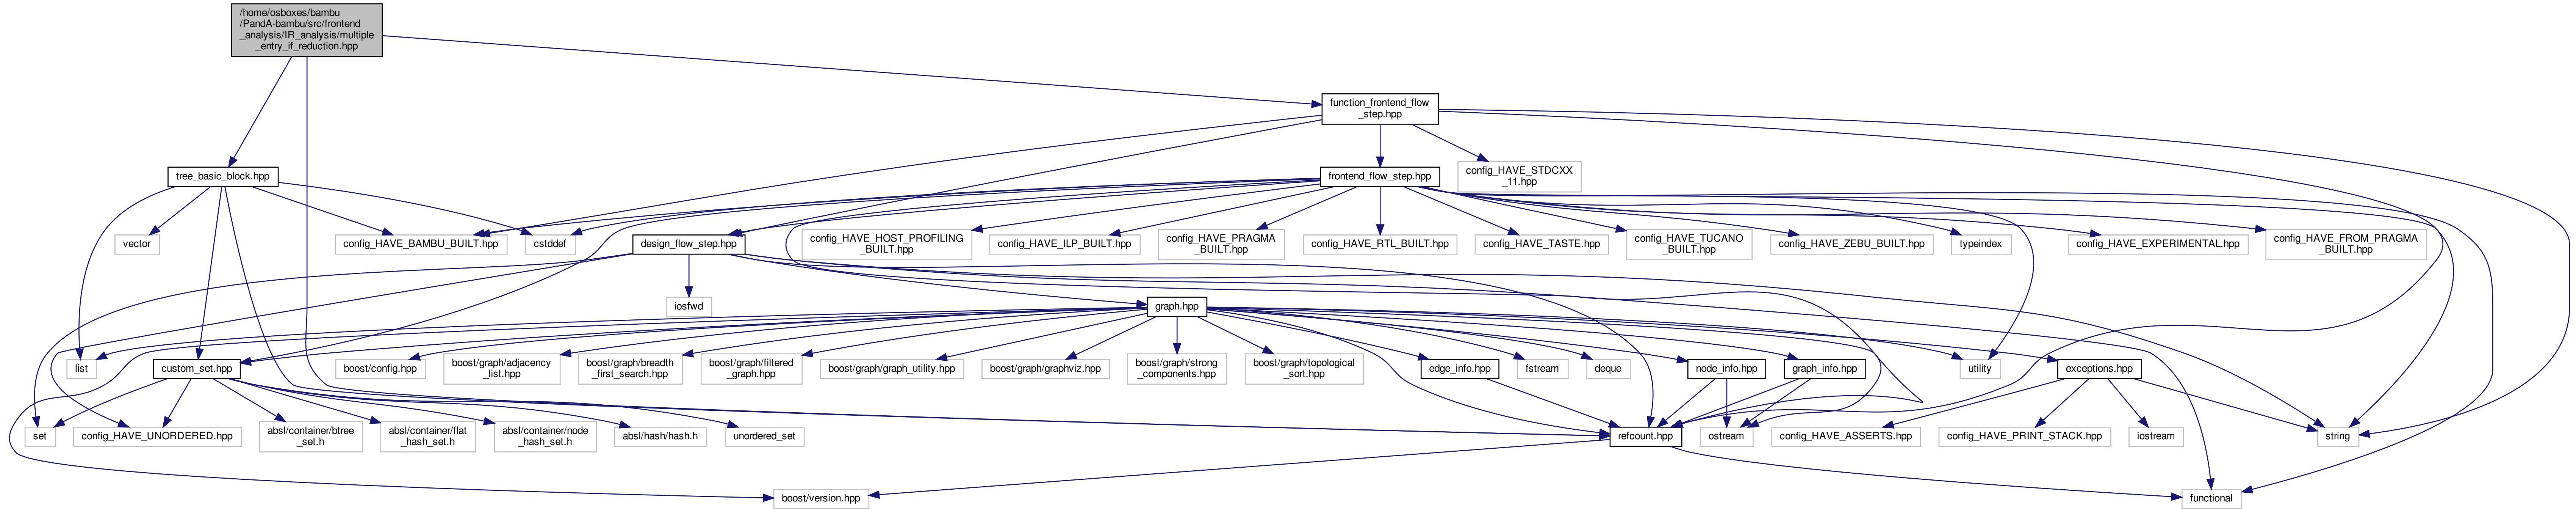 /home/osboxes/bambu
/PandA-bambu/src/frontend
_analysis/IR_analysis/multiple
_entry_if_reduction.hpp
function_frontend_flow
_step.hpp
tree_basic_block.hpp
frontend_flow_step.hpp
config_HAVE_STDCXX
_11.hpp
vector
config_HAVE_BAMBU_BUILT.hpp
cstddef
design_flow_step.hpp
config_HAVE_HOST_PROFILING
_BUILT.hpp
config_HAVE_ILP_BUILT.hpp
config_HAVE_PRAGMA
_BUILT.hpp
config_HAVE_RTL_BUILT.hpp
config_HAVE_TASTE.hpp
config_HAVE_TUCANO
_BUILT.hpp
config_HAVE_ZEBU_BUILT.hpp
typeindex
config_HAVE_EXPERIMENTAL.hpp
config_HAVE_FROM_PRAGMA
_BUILT.hpp
iosfwd
graph.hpp
list
custom_set.hpp
boost/config.hpp
boost/graph/adjacency
_list.hpp
boost/graph/breadth
_first_search.hpp
boost/graph/filtered
_graph.hpp
boost/graph/graph_utility.hpp
boost/graph/graphviz.hpp
boost/graph/strong
_components.hpp
boost/graph/topological
_sort.hpp
edge_info.hpp
fstream
deque
node_info.hpp
graph_info.hpp
utility
exceptions.hpp
set
config_HAVE_UNORDERED.hpp
absl/container/btree
_set.h
absl/container/flat
_hash_set.h
absl/container/node
_hash_set.h
absl/hash/hash.h
unordered_set
refcount.hpp
ostream
config_HAVE_ASSERTS.hpp
config_HAVE_PRINT_STACK.hpp
iostream
string
boost/version.hpp
functional